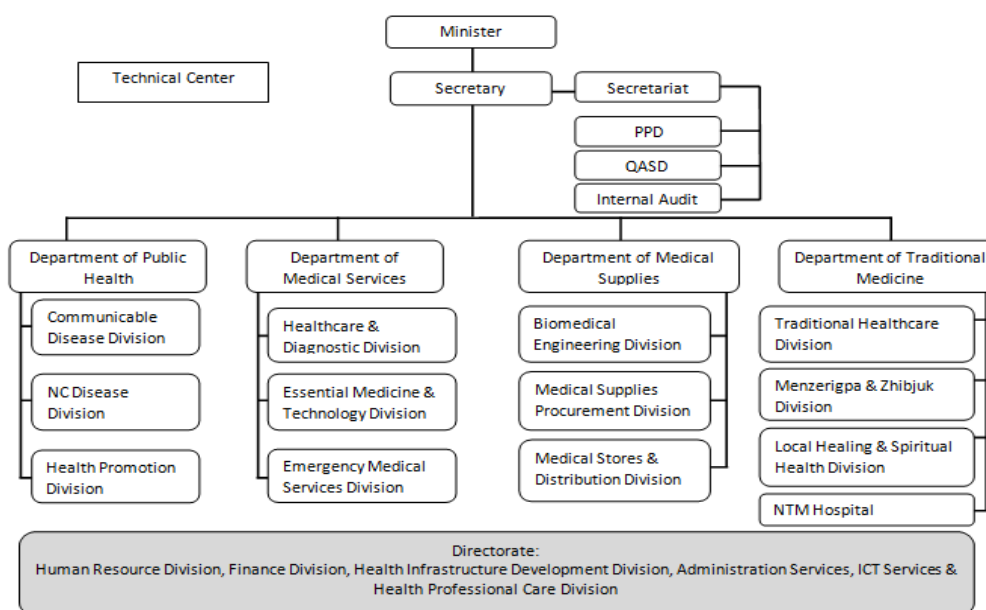 Minister
Technical Center
Secretary
Secretariat
PPD
QASD
Internal Audit
Department of Public
Health
Communicable
Disease Division
NC Disease
Division
Health Promotion
Division
Department of
Medical Services
Healthcare &
Diagnostic Division
Essential Medicine &
Technology Division
Emergency Medical
Services Division
Department of Medical
Supplies
Biomedical
Engineering Division
Medical Supplies
Procurement Division
Medical Stores &
Distribution Division
Department of Traditional
Medicine
Traditional Healthcare
Division
Menzerigpa & Zhibjuk
Division
Local Healing & Spiritual
Health Division
NTM Hospital
Directorate:
Human Resource Division, Finance Division, Health Infrastructure Development Division, Administration Services, ICT Services &
Health Professional Care Division